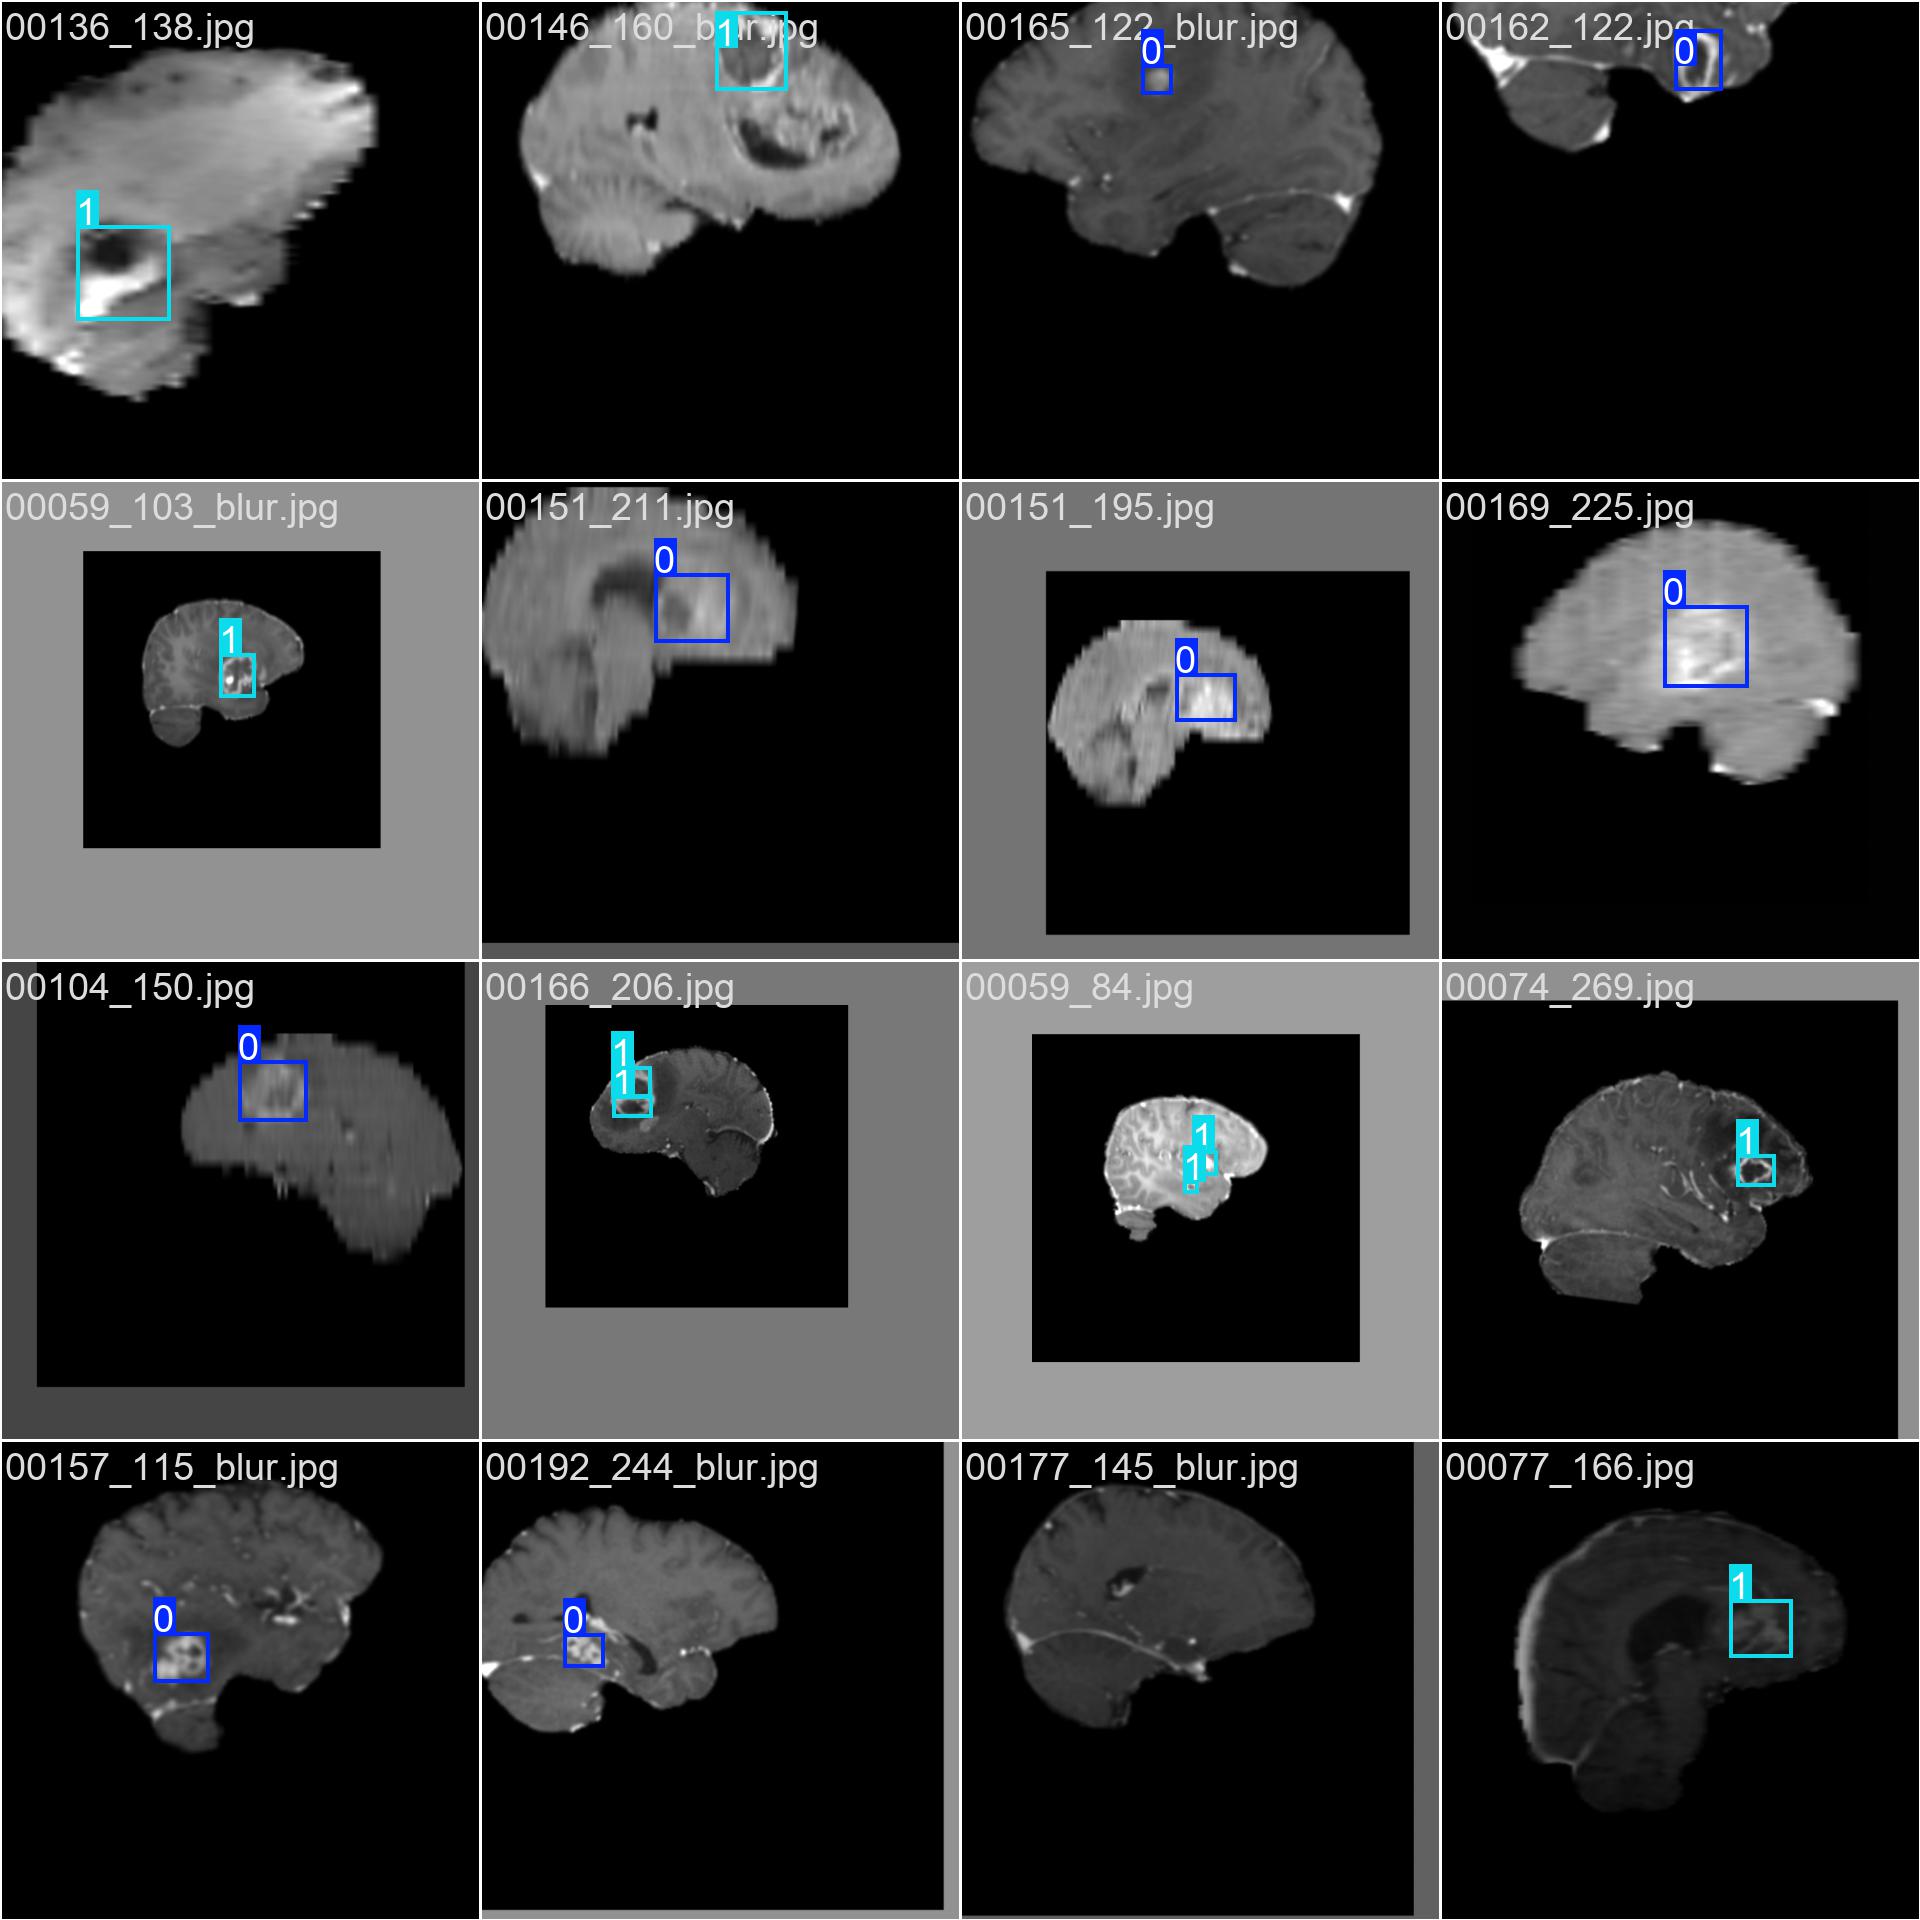 00136_138.jpg
1
00146_160_blur.jpg
1
00165_122_blur.jpg
0
00162_122.jpg
0
00059_103_blur.jpg
1
00151_211.jpg
0
00151_195.jpg
0
00169_225.jpg
0
00104_150.jpg
0
00166_206.jpg
1
1
00059_84.jpg
1
1
00074_269.jpg
1
00157_115_blur.jpg
0
00192_244_blur.jpg
0
00177_145_blur.jpg
00077_166.jpg
1